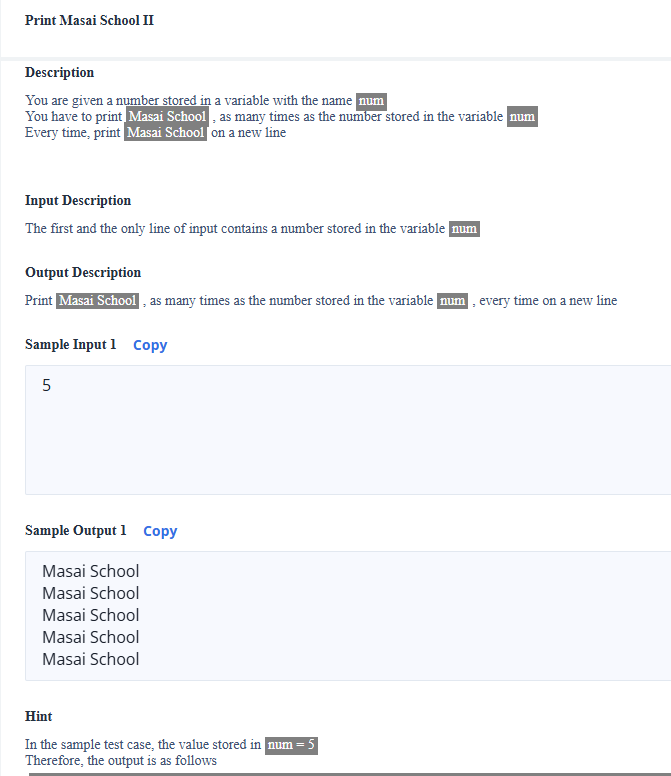 Print Masai School II
Description
You are given a number stored in a variable with the name num
You have to print Masai School , as many times as the number stored in the variable num
Every time, print Masai School on a new line
Input Description
The first and the only line of input contains a number stored in the variable num
Output Description
Print Masai School , as many times as the number stored in the variable num , every time on a new line
Sample Input 1 Copy
5
Sample Output 1 Copy
Masai School
Masai School
Masai School
Masai School
Masai School
Hint
In the sample test case, the value stored in num = 5
Therefore, the output is as follows